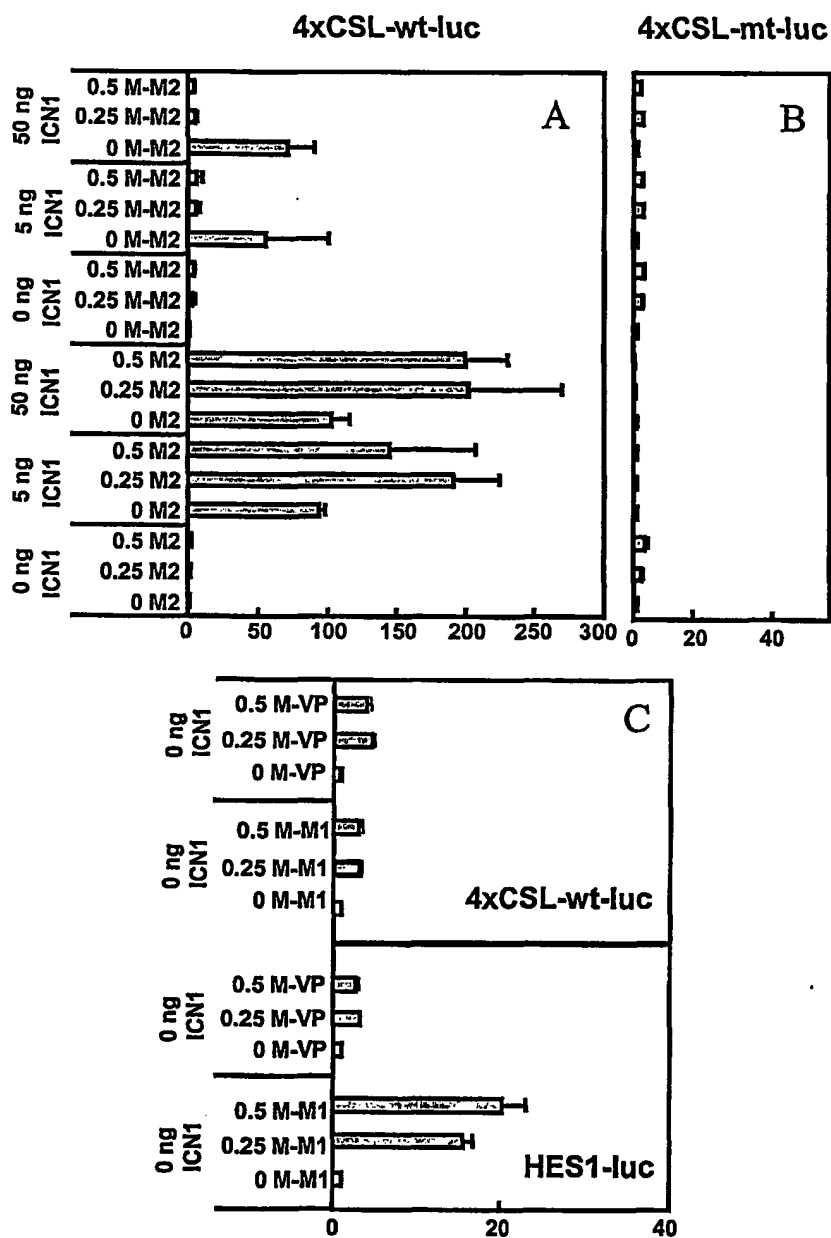 4xCSL-wt-luc
4xCSL-mt-luc
A
B
50 ng ICN1
0.5 M-M2
0.25 M-M2
0 M-M2
5 ng ICN1
0.5 M-M2
0.25 M-M2
0 M-M2
0 ng ICN1
0.5 M-M2
0.25 M-M2
0 M-M2
50 ng ICN1
0.5 M2
0.25 M2
0 M2
5 ng ICN1
0.5 M2
0.25 M2
0 M2
0 ng ICN1
0.5 M2
0.25 M2
0 M2
0 50 100 150 200 250 300
0 20 40
C
0 ng ICN1
0.5 M-VP
0.25 M-VP
0 M-VP
0 ng ICN1
0.5 M-M1
0.25 M-M1
0 M-M1
4xCSL-wt-luc
0 ng ICN1
0.5 M-VP
0.25 M-VP
0 M-VP
0 ng ICN1
0.5 M-M1
0.25 M-M1
0 M-M1
HES1-luc
0 20 40